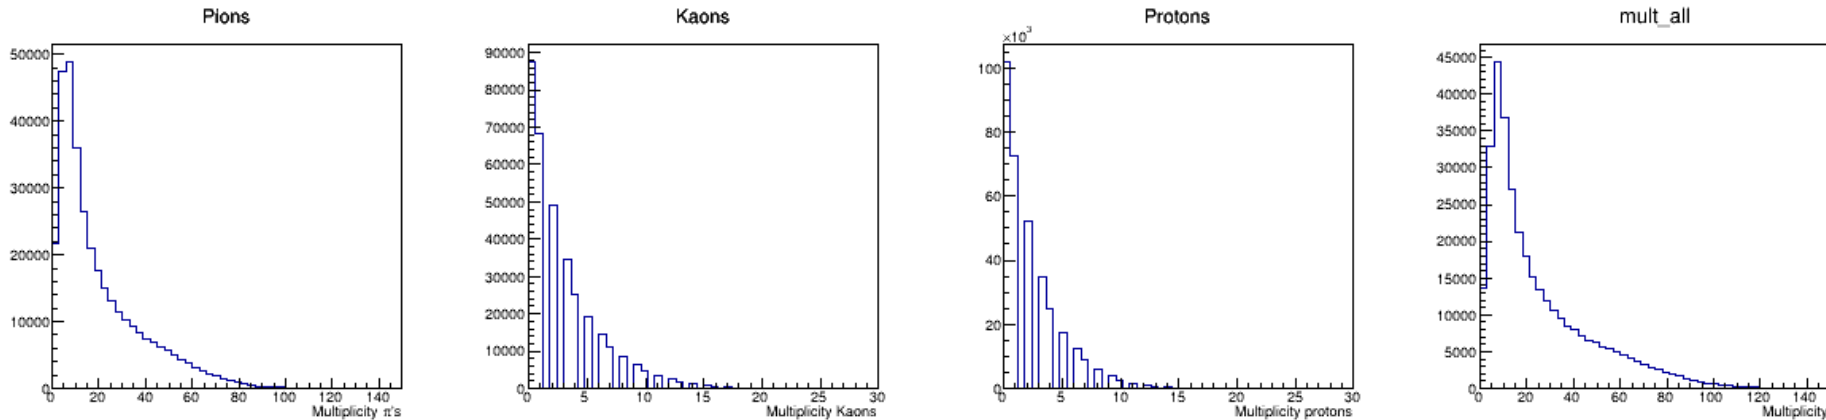 Pions
50000
40000
30000
20000
10000
0
0 20 40 60 80 100 120 140
Multiplicity π's
Kaons
90000
80000
70000
60000
50000
40000
30000
20000
10000
0
0 5 10 15 20 25 30
Multiplicity Kaons
Protons
×10³
100
80
60
40
20
0
0 5 10 15 20 25 30
Multiplicity protons
mult_all
45000
40000
35000
30000
25000
20000
15000
10000
5000
0
0 20 40 60 80 100 120 140
Multiplicity